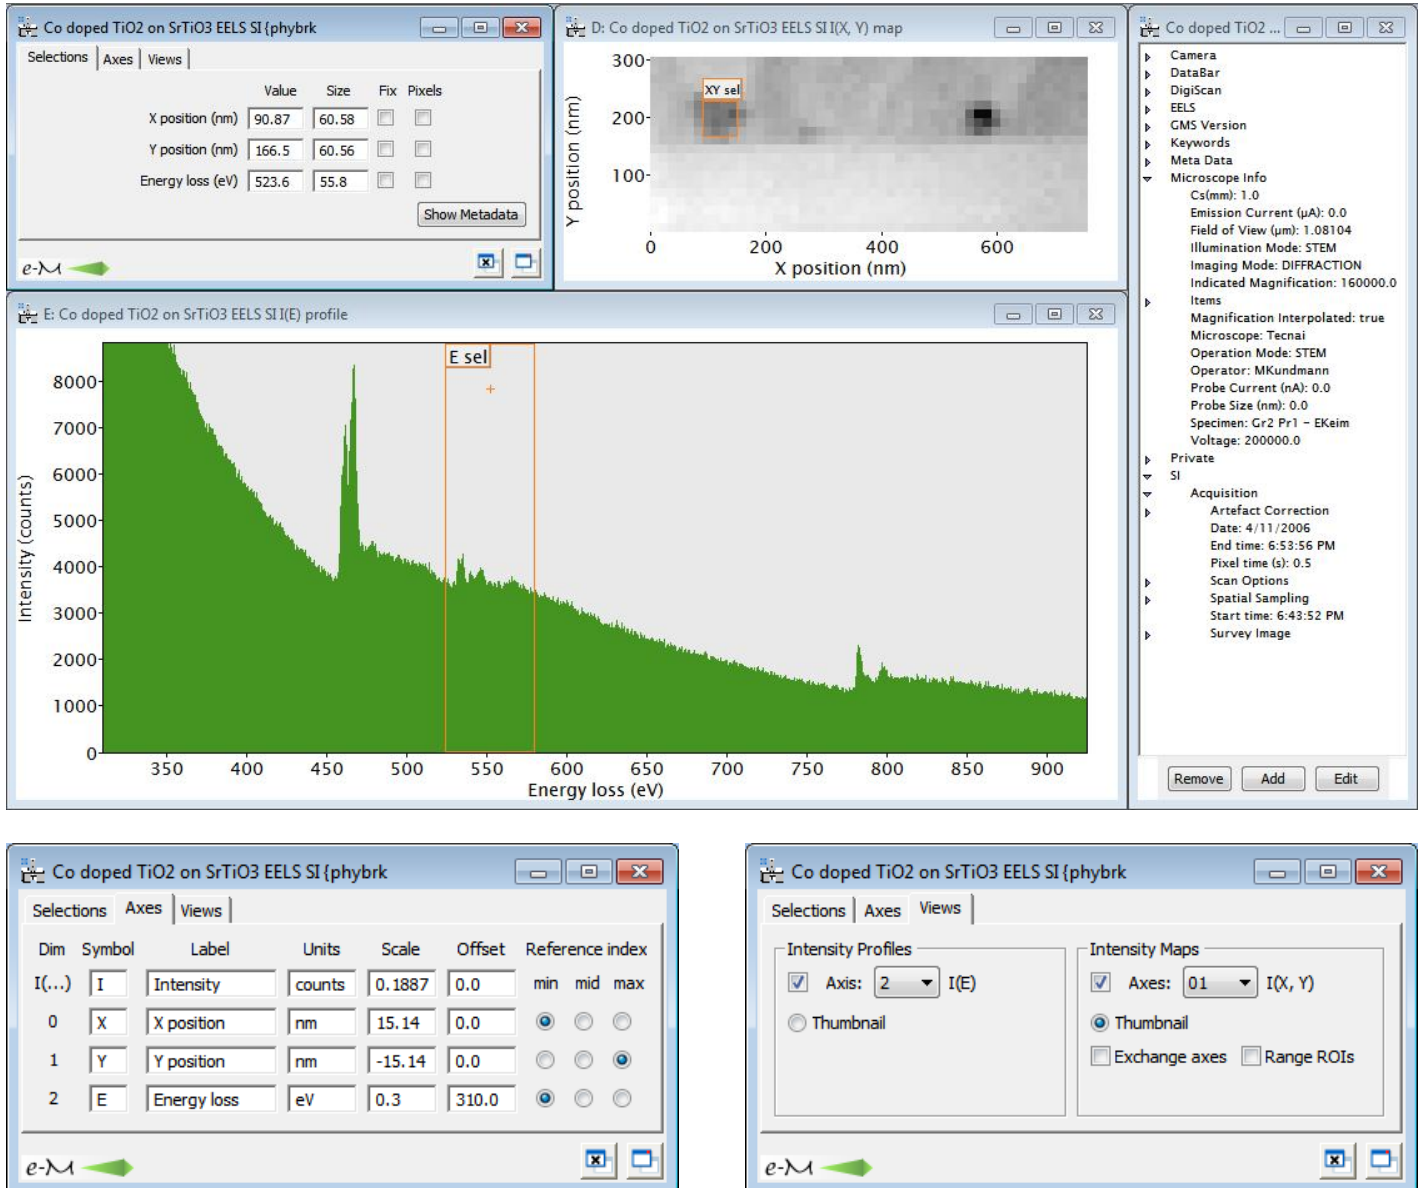 Co doped TiO2 on SrTiO3 EELS SI {phybrk
Selections Axes Views
Value Size Fix Pixels
X position (nm) 90.87 60.58
Y position (nm) 166.5 60.56
Energy loss (eV) 523.6 55.8
Show Metadata
e-M
D: Co doped TiO2 on SrTiO3 EELS SI I(X, Y) map
300
200
100
Y position (nm)
XY sel
0 200 400 600
X position (nm)
E: Co doped TiO2 on SrTiO3 EELS SI I(E) profile
E sel
8000
7000
6000
5000
4000
3000
2000
1000
0
Intensity (counts)
350 400 450 500 550 600 650 700 750 800 850 900
Energy loss (eV)
Co doped TiO2 ...
Camera
DataBar
DigiScan
EELS
GMS Version
Keywords
Meta Data
Microscope Info
Cs(mm): 1.0
Emission Current (µA): 0.0
Field of View (µm): 1.08104
Illumination Mode: STEM
Imaging Mode: DIFFRACTION
Indicated Magnification: 160000.0
Items
Magnification Interpolated: true
Microscope: Tecnai
Operation Mode: STEM
Operator: MKundmann
Probe Current (nA): 0.0
Probe Size (nm): 0.0
Specimen: Gr2 Pr1 - EKeim
Voltage: 200000.0
Private
SI
Acquisition
Artefact Correction
Date: 4/11/2006
End time: 6:53:56 PM
Pixel time (s): 0.5
Scan Options
Spatial Sampling
Start time: 6:43:52 PM
Survey Image
Remove Add Edit
Co doped TiO2 on SrTiO3 EELS SI {phybrk
Selections Axes Views
Dim Symbol Label Units Scale Offset Reference index
I(...) I Intensity counts 0.1887 0.0 min mid max
0 X X position nm 15.14 0.0
1 Y Y position nm -15.14 0.0
2 E Energy loss eV 0.3 310.0
e-M
Co doped TiO2 on SrTiO3 EELS SI {phybrk
Selections Axes Views
Intensity Profiles
Axis: 2 I(E)
Thumbnail
Intensity Maps
Axes: 01 I(X, Y)
Thumbnail
Exchange axes Range ROIs
e-M